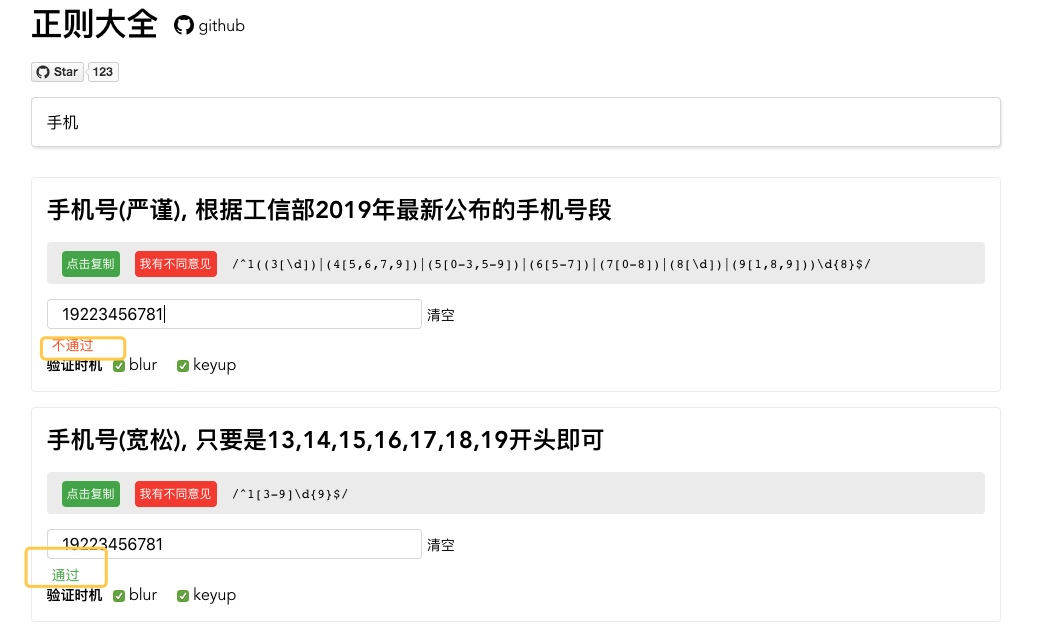 正则大全 github
Star 123
手机
手机号(严谨), 根据工信部2019年最新公布的手机号段
点击复制 我有不同意见 /^1((3[\d])|(4[5,6,7,9])|(5[0-3,5-9])|(6[5-7])|(7[0-8])|(8[\d])|(9[1,8,9]))\d{8}$/
19223456781 清空
不通过
验证时机 blur keyup
手机号(宽松), 只要是13,14,15,16,17,18,19开头即可
点击复制 我有不同意见 /^1[3-9]\d{9}$/
19223456781 清空
通过
验证时机 blur keyup